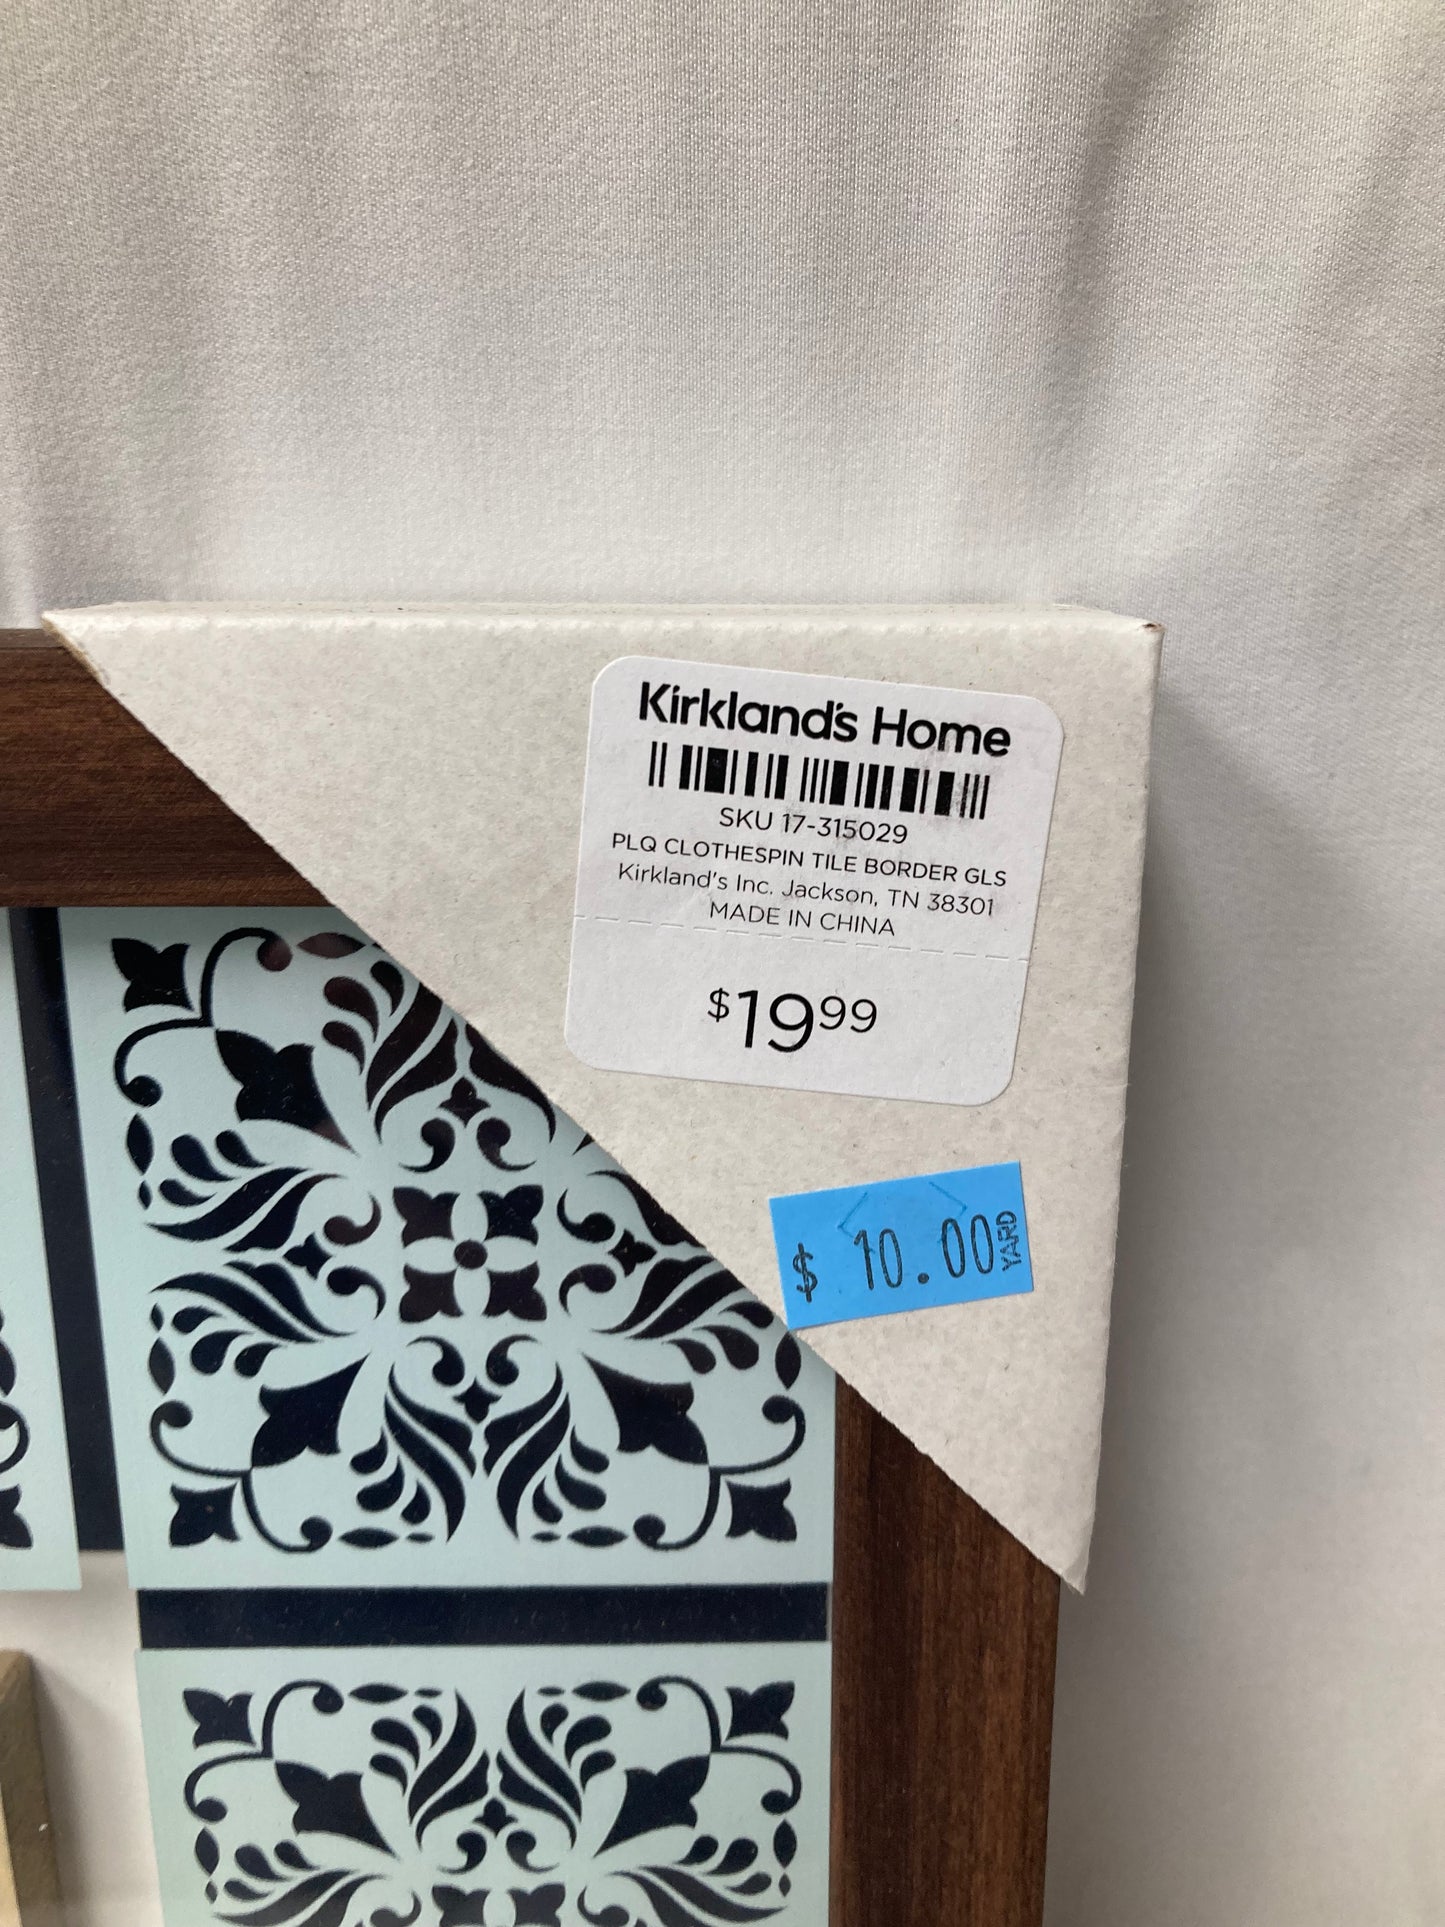 Kirkland's Home
SKU 17-315029
PLQ CLOTHESPIN TILE BORDER GLS
Kirkland's Inc. Jackson, TN 38301
MADE IN CHINA
$19.99
$ 10.00 YARD